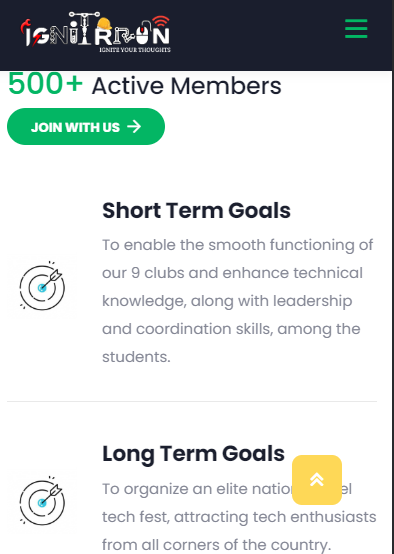 IGNITRRON
IGNITE YOUR THOUGHTS
500+ Active Members
JOIN WITH US
Short Term Goals
To enable the smooth functioning of
our 9 clubs and enhance technical
knowledge, along with leadership
and coordination skills, among the
students.
Long Term Goals
To organize an elite
tech fest, attracting tech enthusiasts
from all corners of the country.